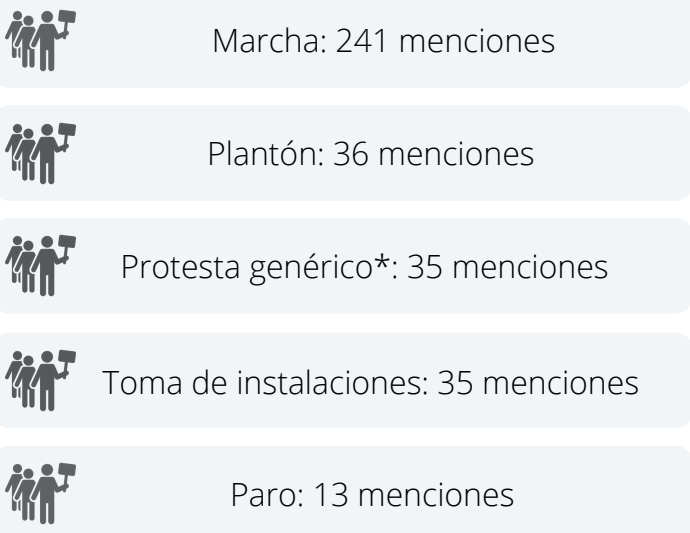 Marcha: 241 menciones
Plantón: 36 menciones
Protesta genérico*: 35 menciones
Toma de instalaciones: 35 menciones
Paro: 13 menciones